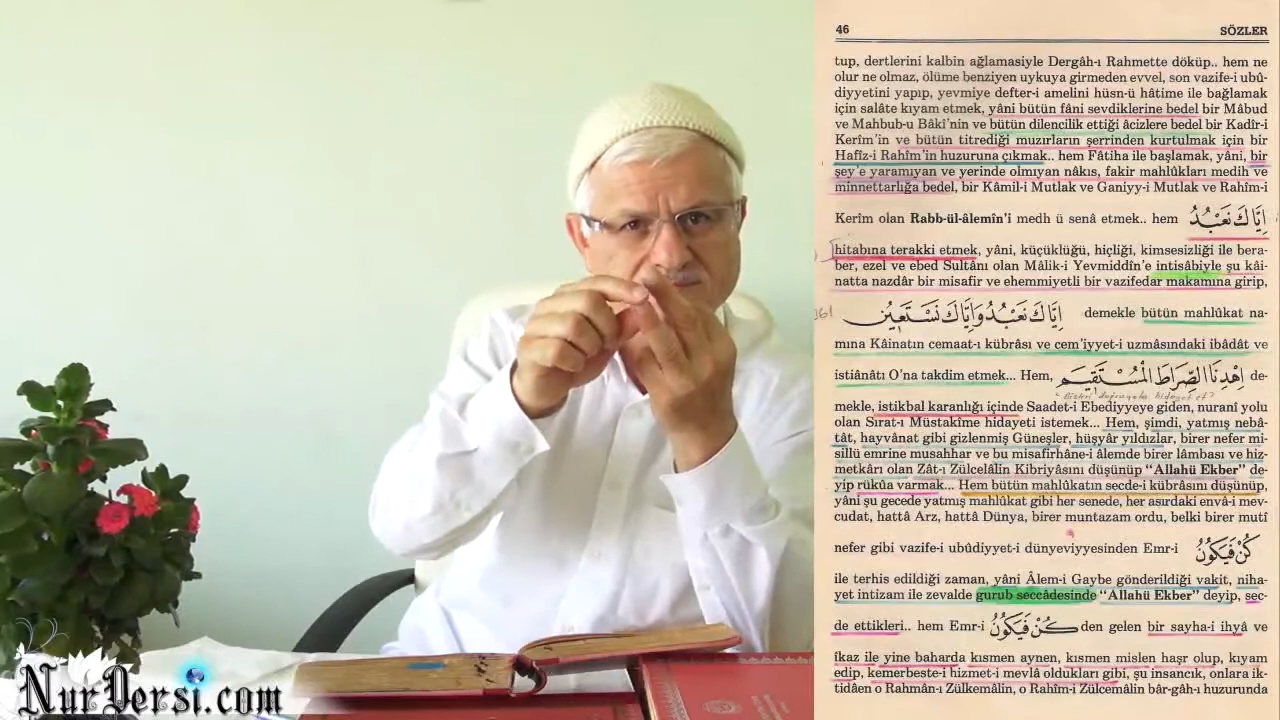 46 SÖZLER
tup, dertlerini kalbin ağlamasiyle Dergâh-ı Rahmette döküp.. hem ne
olur ne olmaz, ölüme benziyen uykuya girmeden evvel, son vazife-i ubû-
diyyetini yapıp, yevmiye defter-i amelini hüsn-ü hâtime ile bağlamak
için salâte kıyam etmek, yâni bütün fâni sevdiklerine bedel bir Mâbud
ve Mahbub-u Bâkî'nin ve bütün dilencilik ettiği âcizlere bedel bir Kadîr-i
Kerîm'in ve bütün titrediği muzırların şerrinden kurtulmak için bir
Hafîz-i Rahîm'in huzuruna çıkmak.. hem Fâtiha ile başlamak, yâni, bir
şey'e yaramıyan ve yerinde olmıyan nâkıs, fakir mahlûkları medih ve
minnettarlığa bedel, bir Kâmil-i Mutlak ve Ganiyy-i Mutlak ve Rahîm-i
Kerîm olan Rabb-ül-âlemîn'i medh ü senâ etmek.. hem اِيَّاكَ نَعْبُدُ
hitabına terakki etmek, yâni, küçüklüğü, hiçliği, kimsesizliği ile bera-
ber, ezel ve ebed Sultânı olan Mâlik-i Yevmiddîn'e intisâbiyle şu kâi-
natta nazdâr bir misafir ve ehemmiyetli bir vazifedar makamına girip,
اِيَّاكَ نَعْبُدُ وَاِيَّاكَ نَسْتَعِينُ demekle bütün mahlûkat na-
mına Kâinatın cemaat-ı kübrâsı ve cem'iyyet-i uzmâsındaki ibâdât ve
istiânâtı O'na takdim etmek... Hem, اِهْدِنَا الصِّرَاطَ الْمُسْتَقِيمَ de-
mekle, istikbal karanlığı içinde Saadet-i Ebediyyeye giden, nuranî yolu
olan Sırat-ı Müstakîme hidayeti istemek... Hem, şimdi, yatmış nebâ-
tât, hayvânat gibi gizlenmiş Güneşler, hüşyâr yıldızlar, birer nefer mi-
sillü emrine musahhar ve bu misafirhâne-i âlemde birer lâmbası ve hiz-
metkârı olan Zât-ı Zülcelâlin Kibriyâsını düşünüp "Allahü Ekber" de-
yip rükûa varmak... Hem bütün mahlûkatın secde-i kübrâsını düşünüp,
yâni şu gecede yatmış mahlûkat gibi her senede, her asırdaki envâ-i mev-
cudat, hattâ Arz, hattâ Dünya, birer muntazam ordu, belki birer mutî
nefer gibi vazife-i ubûdiyyet-i dünyeviyyesinden Emr-i كُنْ فَيَكُونُ
ile terhis edildiği zaman, yâni Âlem-i Gaybe gönderildiği vakit, niha-
yet intizam ile zevalde gurub seccâdesinde "Allahü Ekber" deyip, sec-
de ettikleri.. hem Emr-i كُنْ فَيَكُونُ den gelen bir sayha-i ihyâ ve
îkaz ile yine baharda kısmen aynen, kısmen mislen haşr olup, kıyam
edip, kemerbeste-i hizmet-i mevlâ oldukları gibi, şu insancık, onlara ik-
tidâen o Rahmân-ı Zülkemâlin, o Rahîm-i Zülcemâlin bâr-gâh-ı huzurunda
NurDersi.com